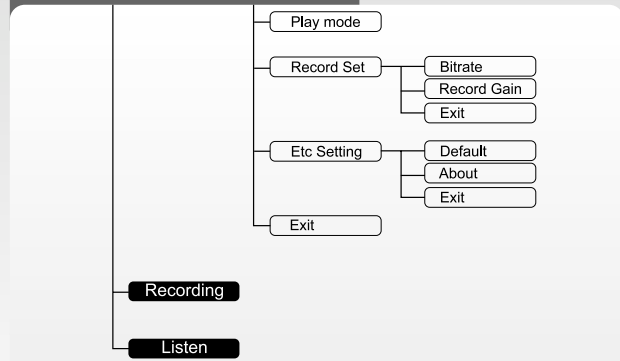 Play mode
Record Set
Bitrate
Record Gain
Exit
Etc Setting
Default
About
Exit
Exit
Recording
Listen